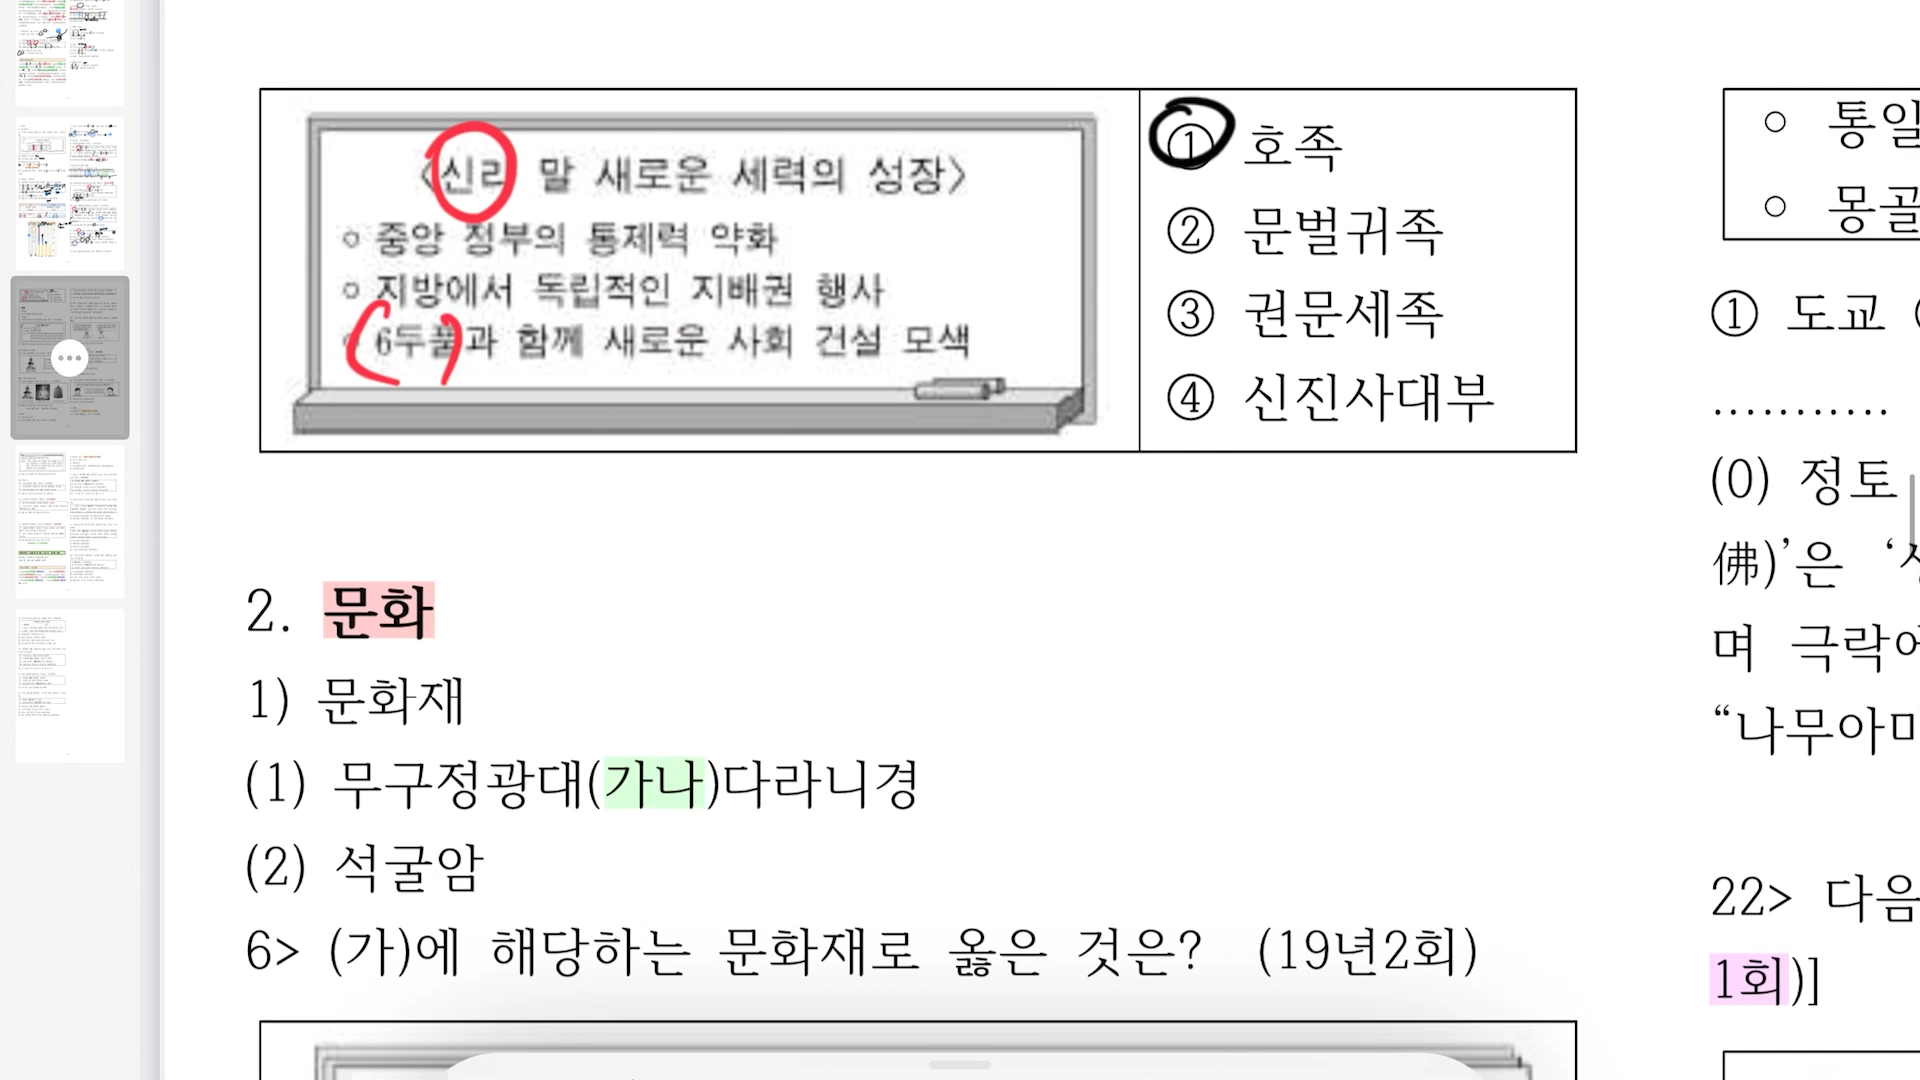 <신라 말 새로운 세력의 성장>
○ 중앙 정부의 통제력 약화
○ 지방에서 독립적인 지배권 행사
○ 6두품과 함께 새로운 사회 건설 모색
① 호족
② 문벌귀족
③ 권문세족
④ 신진사대부
2. 문화
1) 문화재
(1) 무구정광대(가나)다라니경
(2) 석굴암
6> (가)에 해당하는 문화재로 옳은 것은? (19년2회)
○ 통일
○ 몽골
① 도교 (
...........
(0) 정토
佛)’은 ‘
며 극락에
“나무아미
22> 다음
1회)]